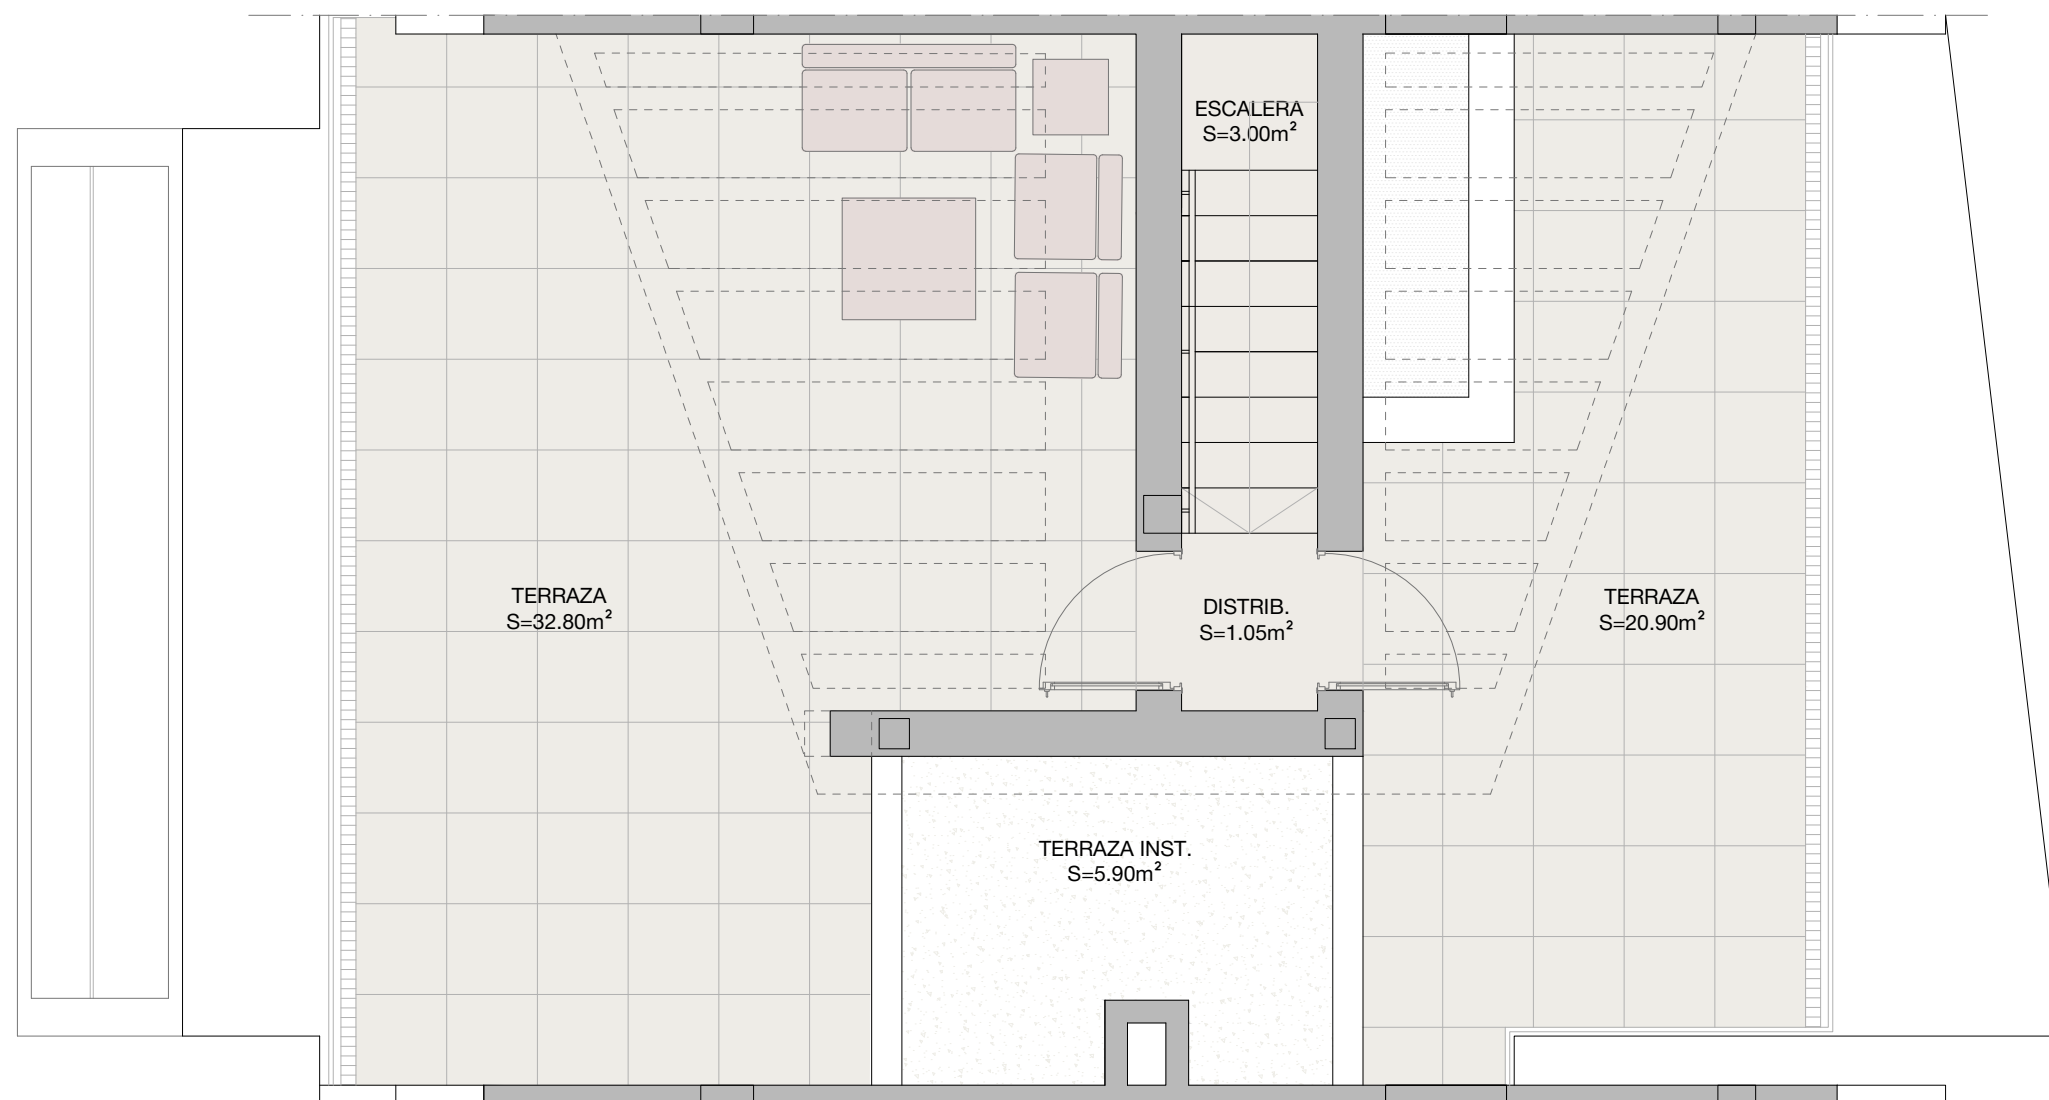 ESCALERA
S=3.00m²
TERRAZA
S=32.80m²
DISTRIB.
S=1.05m²
TERRAZA
S=20.90m²
TERRAZA INST.
S=5.90m²